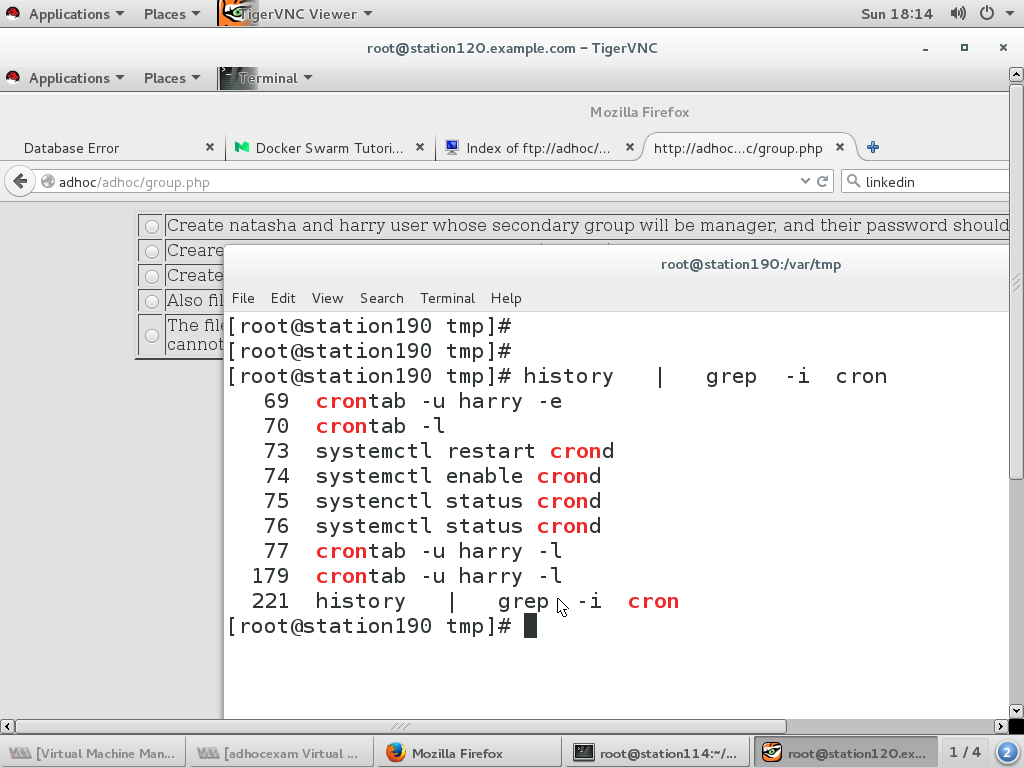 Applications Places TigerVNC Viewer Sun 18:14
root@station120.example.com – TigerVNC
Applications Places Terminal
Mozilla Firefox
Database Error Docker Swarm Tutori... Index of ftp://adhoc/... http://adhoc...c/group.php
adhoc/adhoc/group.php linkedin
Create natasha and harry user whose secondary group will be manager, and their password should
Creare
Create
Also fil
The file
cannot
root@station190:/var/tmp
File Edit View Search Terminal Help
[root@station190 tmp]#
[root@station190 tmp]#
[root@station190 tmp]# history | grep -i cron
69 crontab -u harry -e
70 crontab -l
73 systemctl restart crond
74 systemctl enable crond
75 systenctl status crond
76 systemctl status crond
77 crontab -u harry -l
179 crontab -u harry -l
221 history | grep -i cron
[root@station190 tmp]#
[Virtual Machine Man... [adhocexam Virtual ... Mozilla Firefox root@station114:~/... root@station120.ex... 1 / 4 2